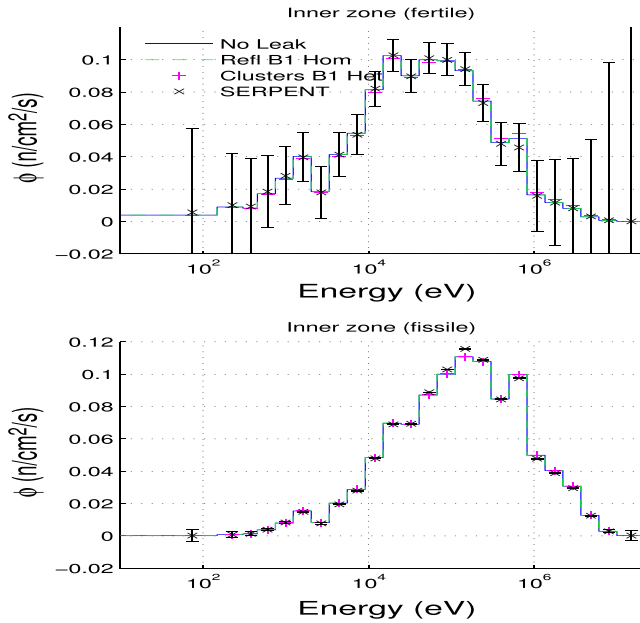 Inner zone (fertile)
No Leak
Refl B1 Hom
Clusters B1 Het
SERPENT
0.1
0.08
0.06
0.04
0.02
0
−0.02
ϕ (n/cm²/s)
10² 10⁴ 10⁶
Energy (eV)
Inner zone (fissile)
0.12
0.1
0.08
0.06
0.04
0.02
0
−0.02
ϕ (n/cm²/s)
10² 10⁴ 10⁶
Energy (eV)